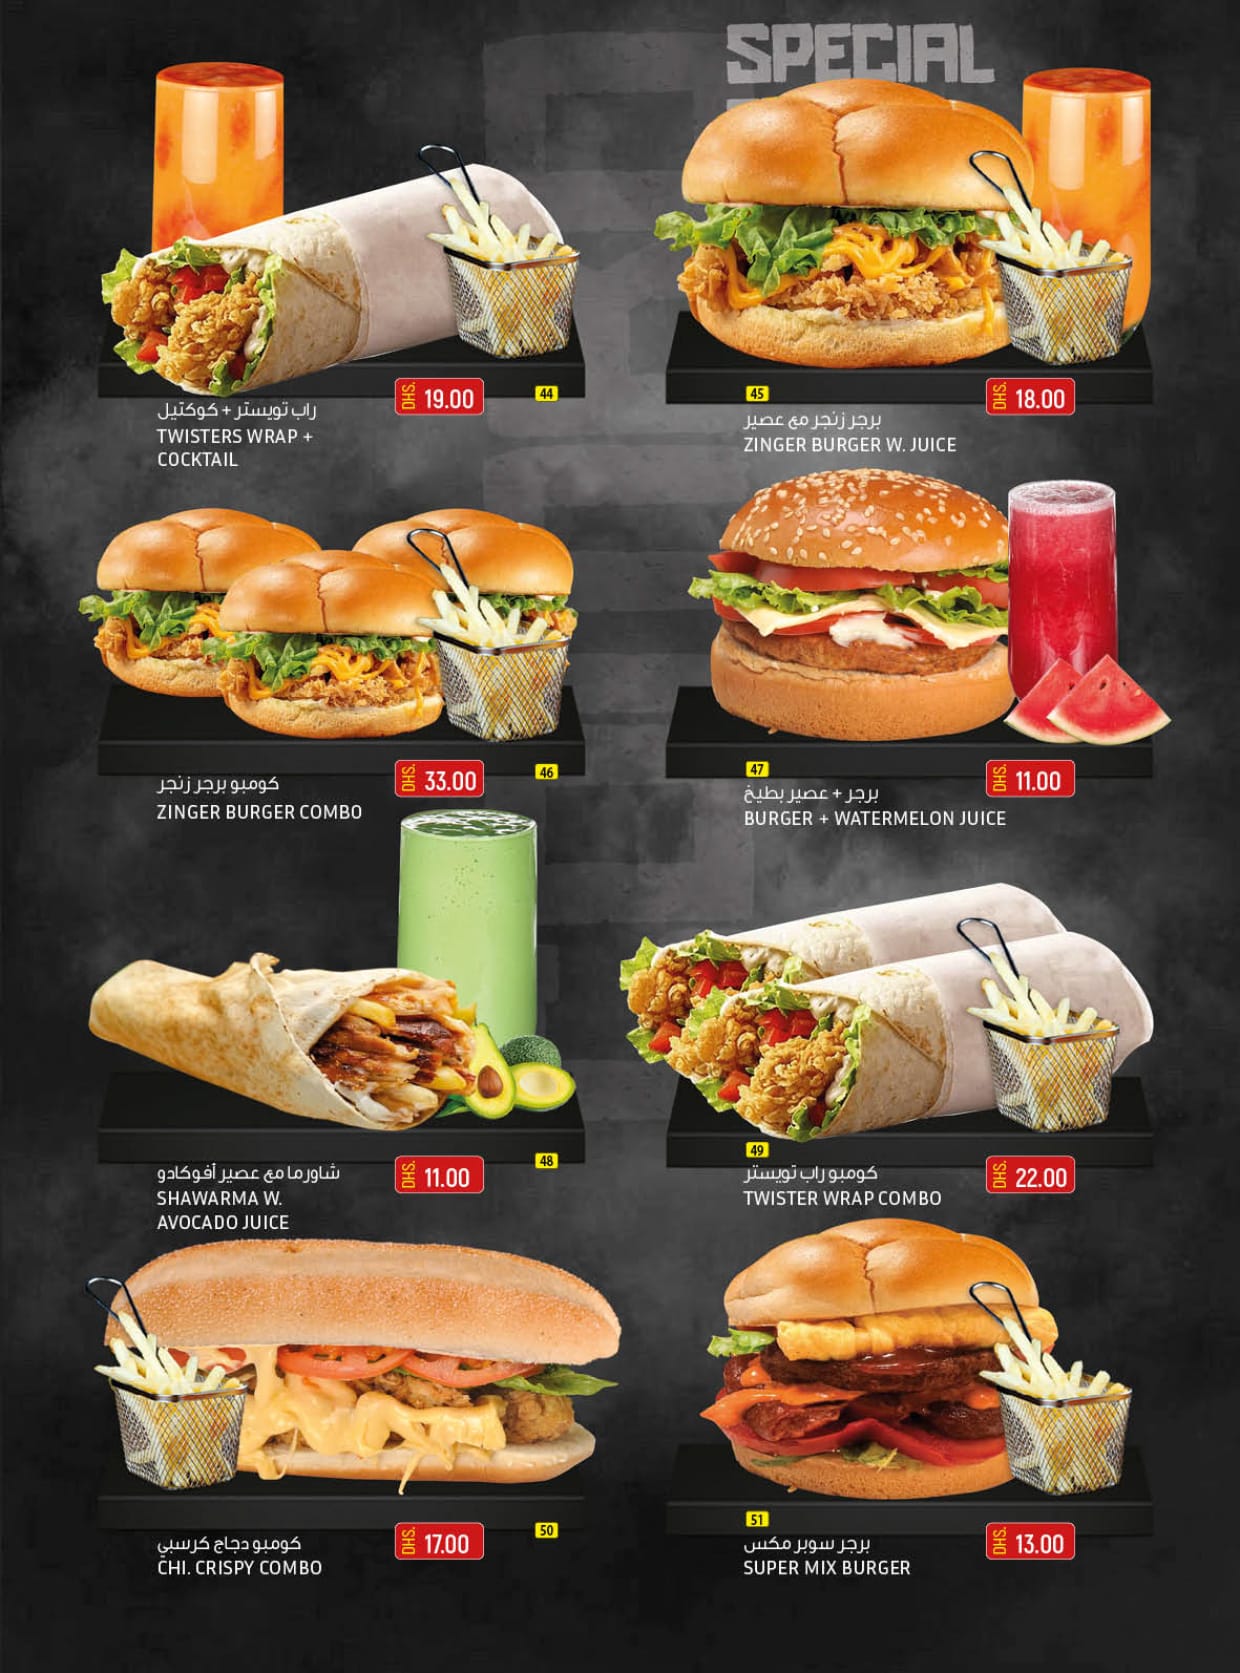 SPECIAL
DHS. 19.00
44
راب تويستر + كوكتيل
TWISTERS WRAP +
COCKTAIL
45
DHS. 18.00
برجر زنجر مع عصير
ZINGER BURGER W. JUICE
DHS. 33.00
46
كومبو برجر زنجر
ZINGER BURGER COMBO
47
DHS. 11.00
برجر + عصير بطيخ
BURGER + WATERMELON JUICE
DHS. 11.00
48
شاورما مع عصير أفوكادو
SHAWARMA W.
AVOCADO JUICE
49
DHS. 22.00
كومبو راب تويستر
TWISTER WRAP COMBO
DHS. 17.00
50
كومبو دجاج كرسبي
CHI. CRISPY COMBO
51
DHS. 13.00
برجر سوبر مكس
SUPER MIX BURGER